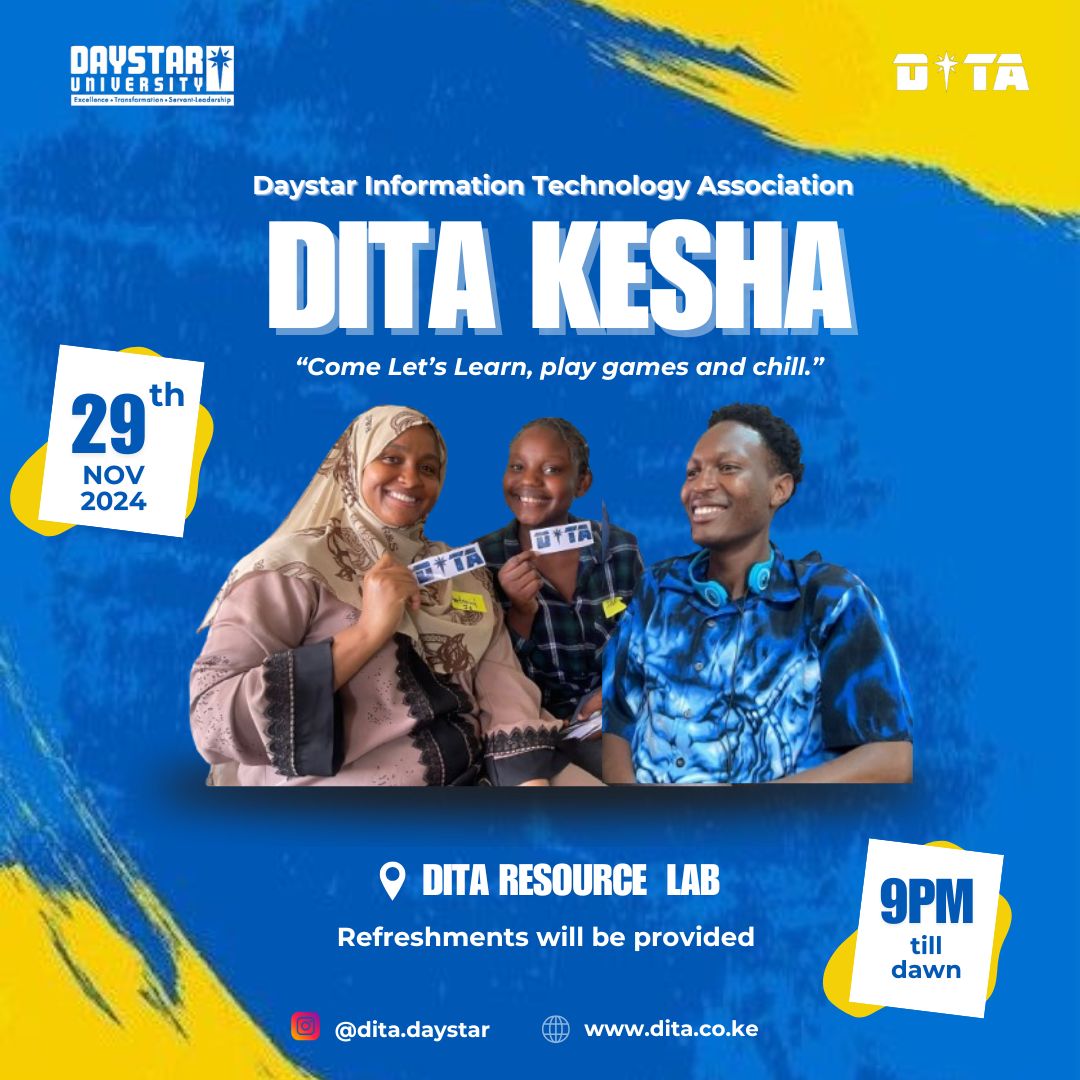 DAYSTAR
UNIVERSITY
Excellence • Transformation • Servant-Leadership
DITA
Daystar Information Technology Association
DITA KESHA
“Come Let’s Learn, play games and chill.”
29th
NOV
2024
DITA
DITA
DITA RESOURCE LAB
Refreshments will be provided
9PM
till
dawn
@dita.daystar
www.dita.co.ke